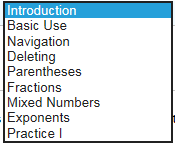 Introduction
Basic Use
Navigation
Deleting
Parentheses
Fractions
Mixed Numbers
Exponents
Practice I